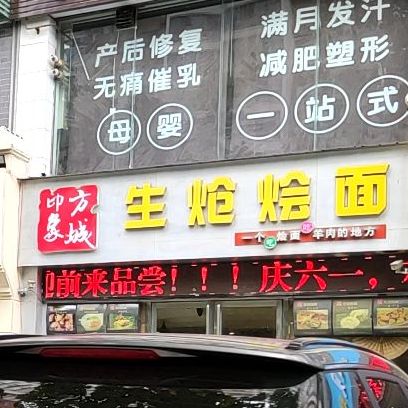 产后修复
无痛催乳
母婴
满月发汗
减肥塑形
一站式
印象
方城
生炝烩面
一个吃烩面吃羊肉的地方
前来品尝！！！庆六一，